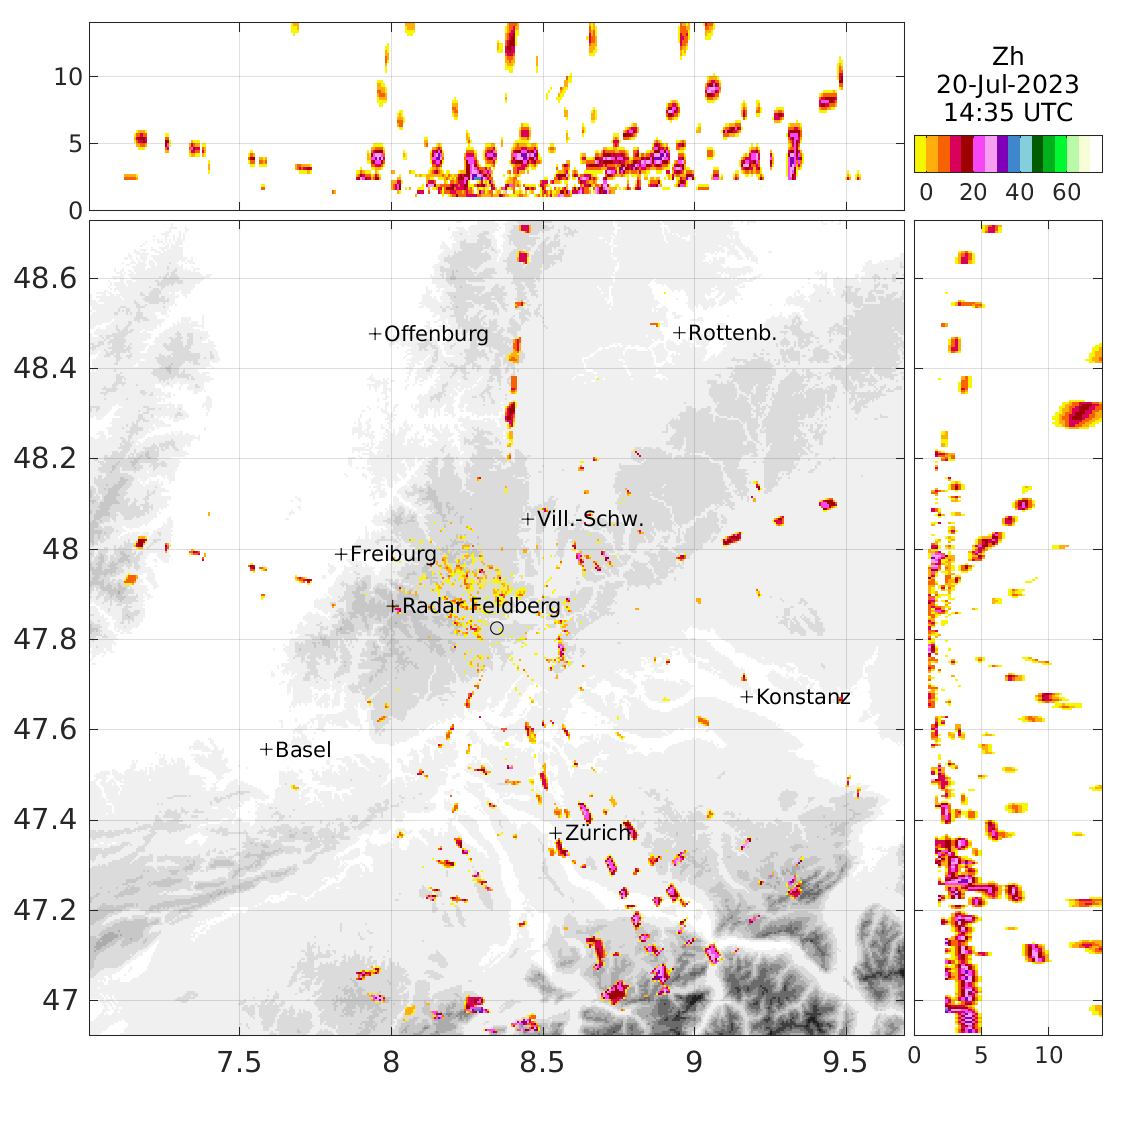 Zh
20-Jul-2023
14:35 UTC
0 20 40 60
10
5
0
48.6
48.4
48.2
48
47.8
47.6
47.4
47.2
47
Offenburg
Rottenb.
Vill.-Schw.
Freiburg
Radar Feldberg
Konstanz
Basel
Zürich
7.5 8 8.5 9 9.5
0 5 10